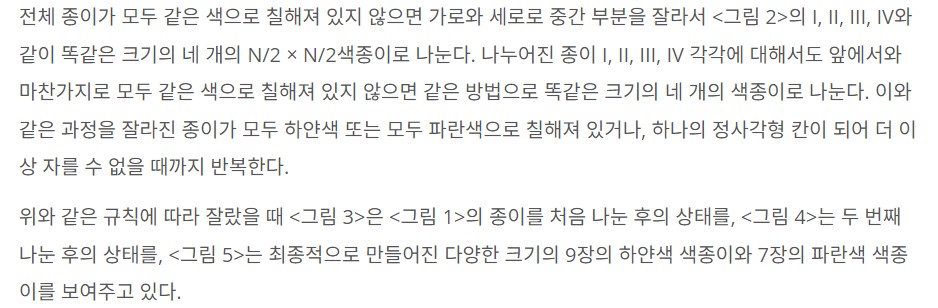 전체 종이가 모두 같은 색으로 칠해져 있지 않으면 가로와 세로로 중간 부분을 잘라서 <그림 2>의 I, II, III, IV와
같이 똑같은 크기의 네 개의 N/2 × N/2색종이로 나눈다. 나누어진 종이 I, II, III, IV 각각에 대해서도 앞에서와
마찬가지로 모두 같은 색으로 칠해져 있지 않으면 같은 방법으로 똑같은 크기의 네 개의 색종이로 나눈다. 이와
같은 과정을 잘라진 종이가 모두 하얀색 또는 모두 파란색으로 칠해져 있거나, 하나의 정사각형 칸이 되어 더 이
상 자를 수 없을 때까지 반복한다.
위와 같은 규칙에 따라 잘랐을 때 <그림 3>은 <그림 1>의 종이를 처음 나눈 후의 상태를, <그림 4>는 두 번째
나눈 후의 상태를, <그림 5>는 최종적으로 만들어진 다양한 크기의 9장의 하얀색 색종이와 7장의 파란색 색종
이를 보여주고 있다.